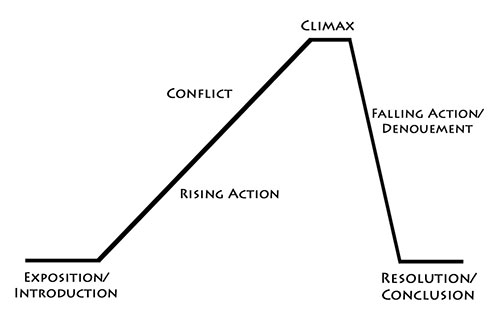 Climax
Conflict
Falling Action/
Denouement
Rising Action
Exposition/
Introduction
Resolution/
Conclusion